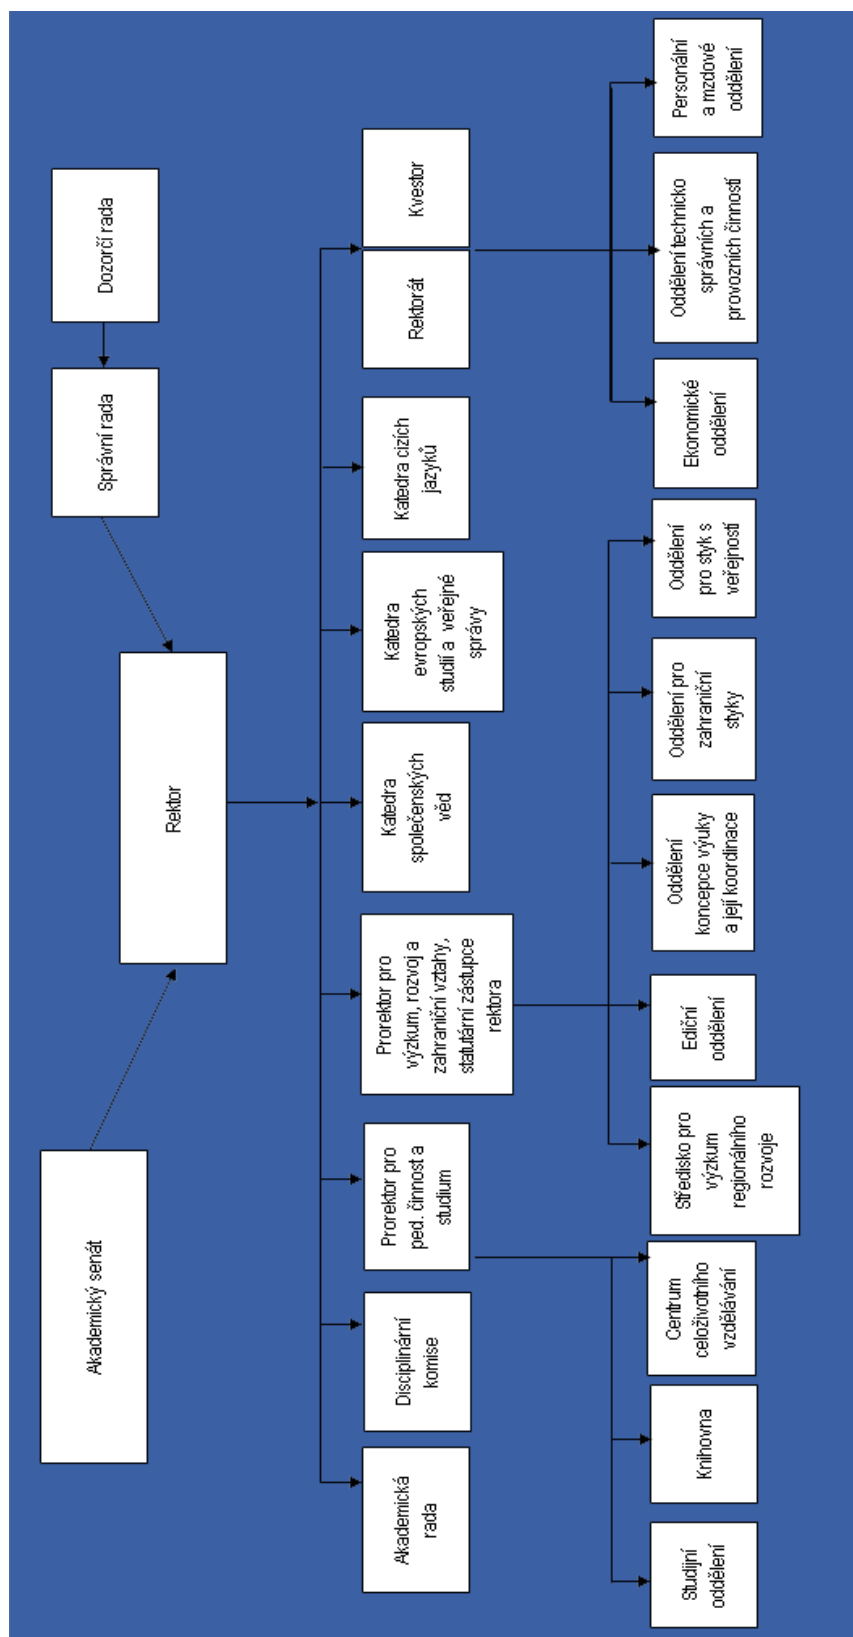 Akademický senát
Správní rada
Dozorčí rada
Rektor
Akademická
rada
Disciplinární
komise
Prorektor pro
ped. činnost a
studium
Prorektor pro
výzkum, rozvoj a
zahraniční vztahy,
statutární zástupce
rektora
Katedra
společenských
věd
Katedra
evropských
studií a veřejné
správy
Katedra cizích
jazyků
Rektorát
Kvestor
Studijní
oddělení
Knihovna
Centrum
celoživotního
vzdělávání
Středisko pro
výzkum
regionálního
rozvoje
Ediční
oddělení
Oddělení
koncepce výuky
a její koordinace
Oddělení pro
zahraniční
styky
Oddělení
pro styk s
veřejností
Ekonomické
oddělení
Oddělení technicko
správních a
provozních činností
Personální
a mzdové
oddělení